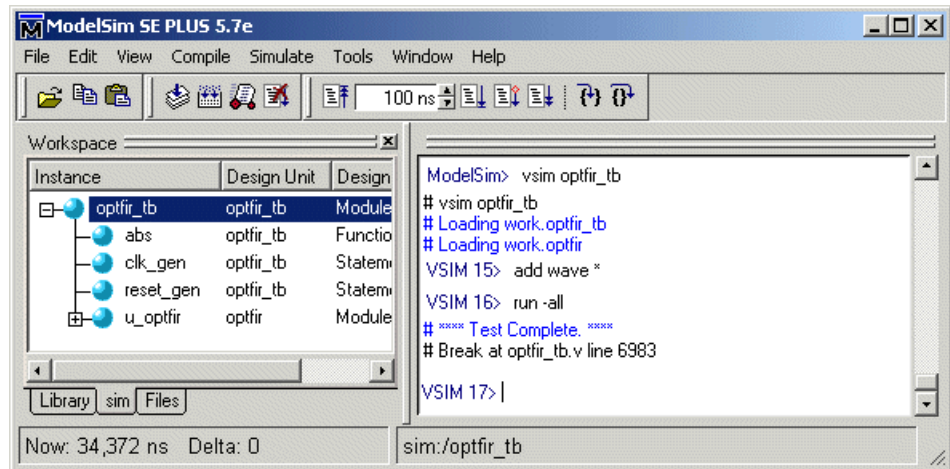 ModelSim SE PLUS 5.7e
File Edit View Compile Simulate Tools Window Help
100 ns
Workspace
Instance Design Unit Design
optfir_tb optfir_tb Module
abs optfir_tb Functio
clk_gen optfir_tb Statem
reset_gen optfir_tb Statem
u_optfir optfir Module
Library sim Files
ModelSim> vsim optfir_tb
# vsim optfir_tb
# Loading work.optfir_tb
# Loading work.optfir
VSIM 15> add wave *
VSIM 16> run -all
# **** Test Complete. ****
# Break at optfir_tb.v line 6983
VSIM 17>
Now: 34,372 ns Delta: 0
sim:/optfir_tb